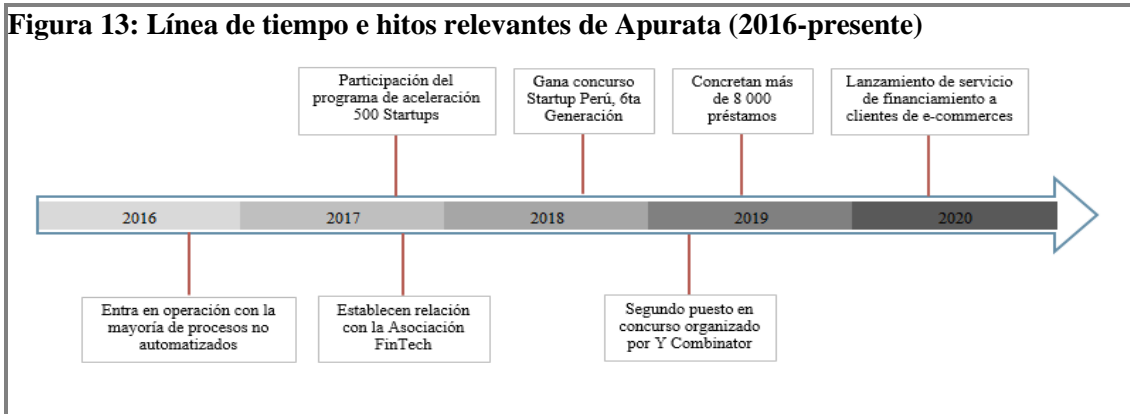 Figura 13: Línea de tiempo e hitos relevantes de Apurata (2016-presente)
Participación del
programa de aceleración
500 Startups
Gana concurso
Startup Perú, 6ta
Generación
Concretan más
de 8 000
préstamos
Lanzamiento de servicio
de financiamiento a
clientes de e-commerces
2016
2017
2018
2019
2020
Entra en operación con la
mayoría de procesos no
automatizados
Establecen relación
con la Asociación
FinTech
Segundo puesto en
concurso organizado
por Y Combinator